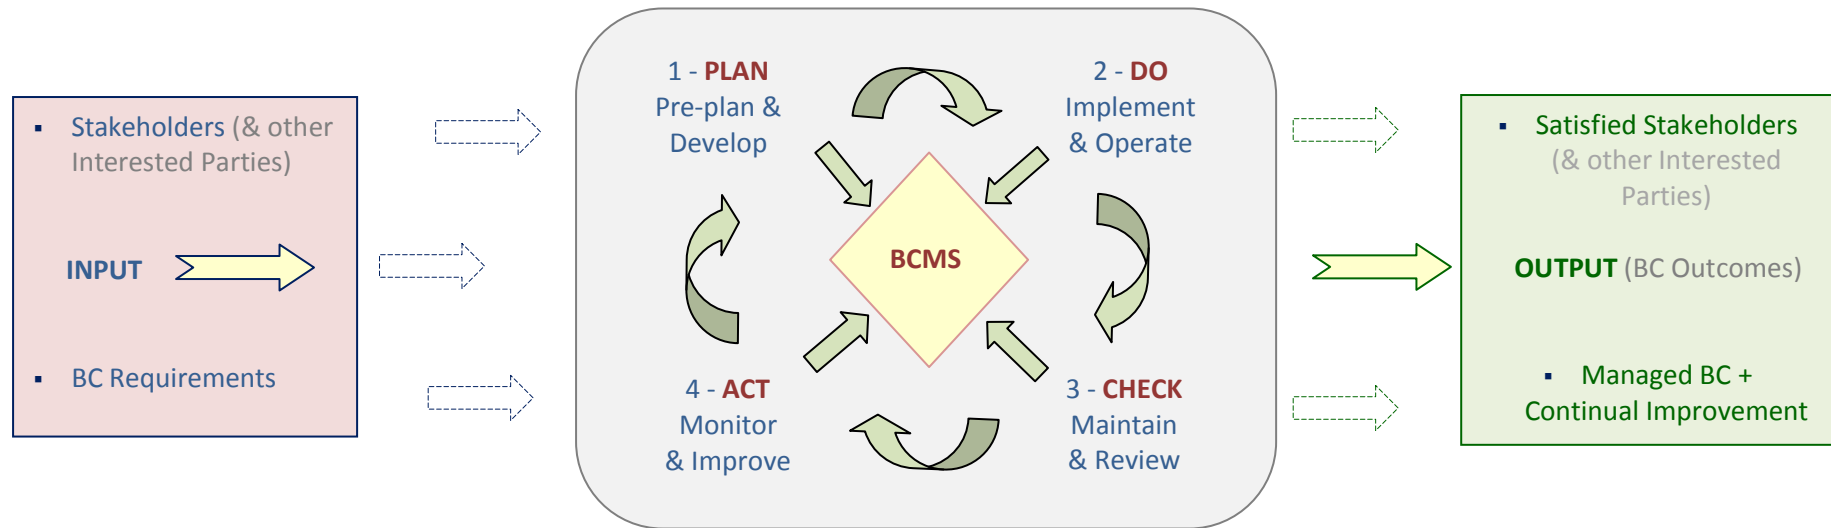 ▪ Stakeholders (& other
Interested Parties)
INPUT
▪ BC Requirements
1 - PLAN
Pre-plan &
Develop
2 - DO
Implement
& Operate
BCMS
4 - ACT
Monitor
& Improve
3 - CHECK
Maintain
& Review
▪ Satisfied Stakeholders
(& other Interested
Parties)
OUTPUT (BC Outcomes)
▪ Managed BC +
Continual Improvement